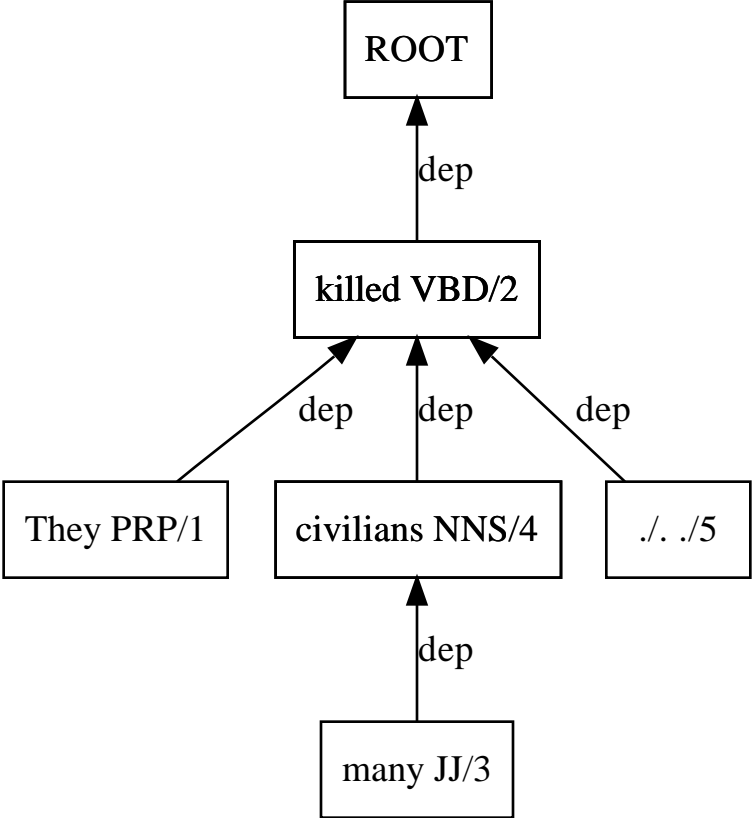 ROOT
dep
killed VBD/2
dep dep dep
They PRP/1 civilians NNS/4 ./. ./5
dep
many JJ/3